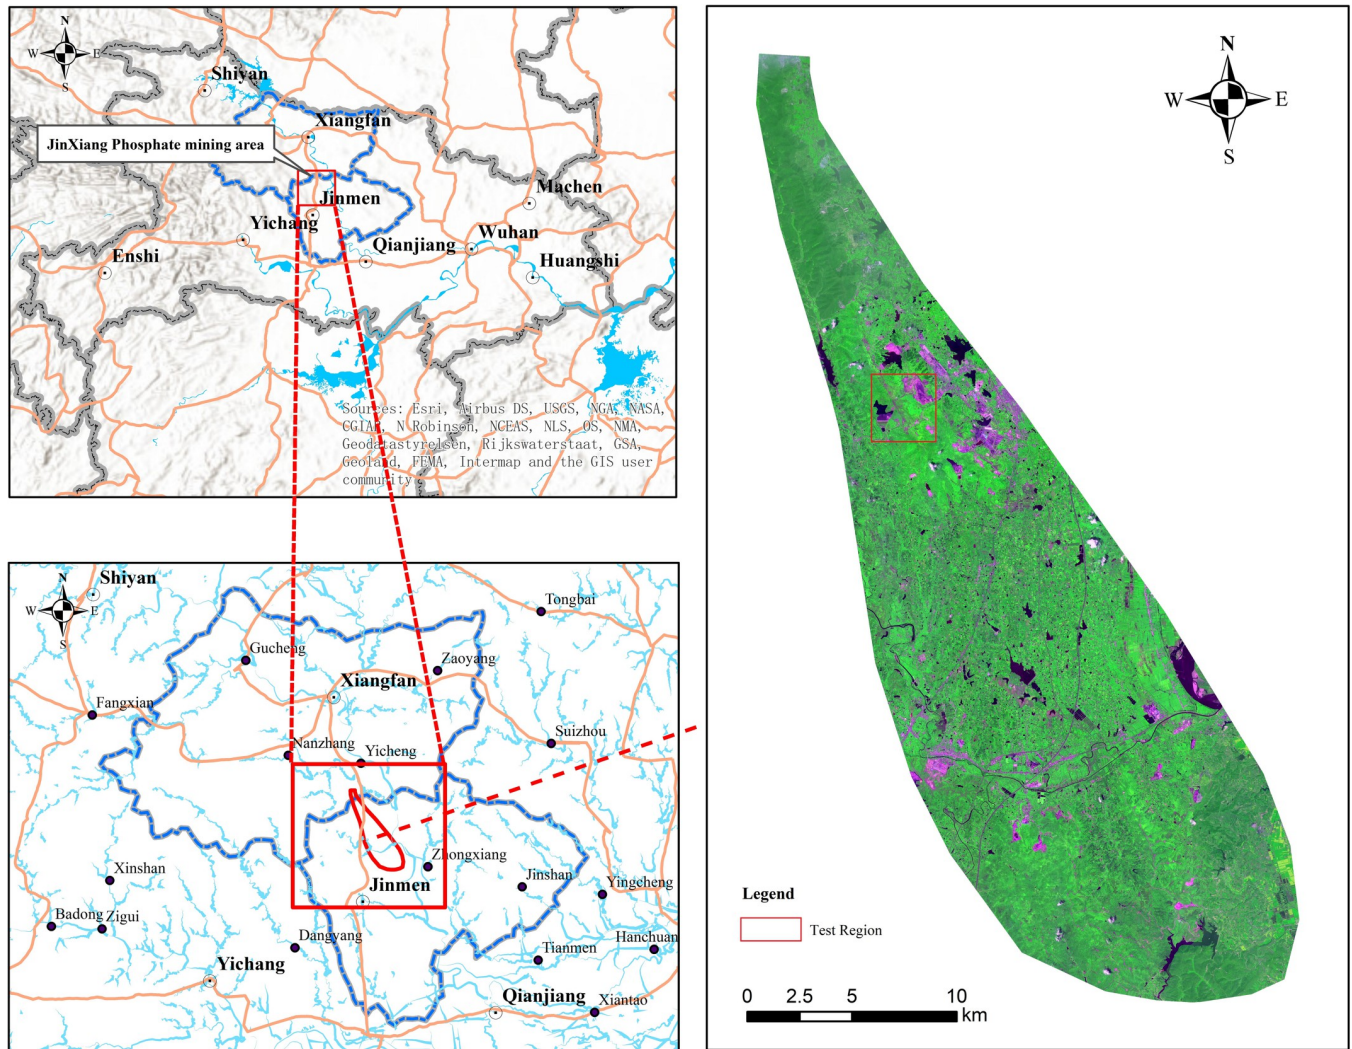 N
W
E
S
Shiyan
Xiangfan
JinXiang Phosphate mining area
Jinmen
Machen
Yichang
Qianjiang
Wuhan
Enshi
Huangshi
Sources: Esri, Airbus DS, USGS, NGA, NASA,
CGIAR, N Robinson, NCEAS, NLS, OS, NMA,
Geodatastyrelsen, Rijkswaterstaat, GSA,
Geoland, FEMA, Intermap and the GIS user
community
N
W
E
S
Shiyan
Tongbai
Gucheng
Zaoyang
Xiangfan
Fangxian
Suizhou
Nanzhang
Yicheng
Zhongxiang
Xinshan
Jinmen
Jinshan
Yingcheng
Badong
Zigui
Dangyang
Tianmen
Hanchuan
Yichang
Qianjiang
Xiantao
N
W
E
S
Legend
Test Region
0 2.5 5 10
km